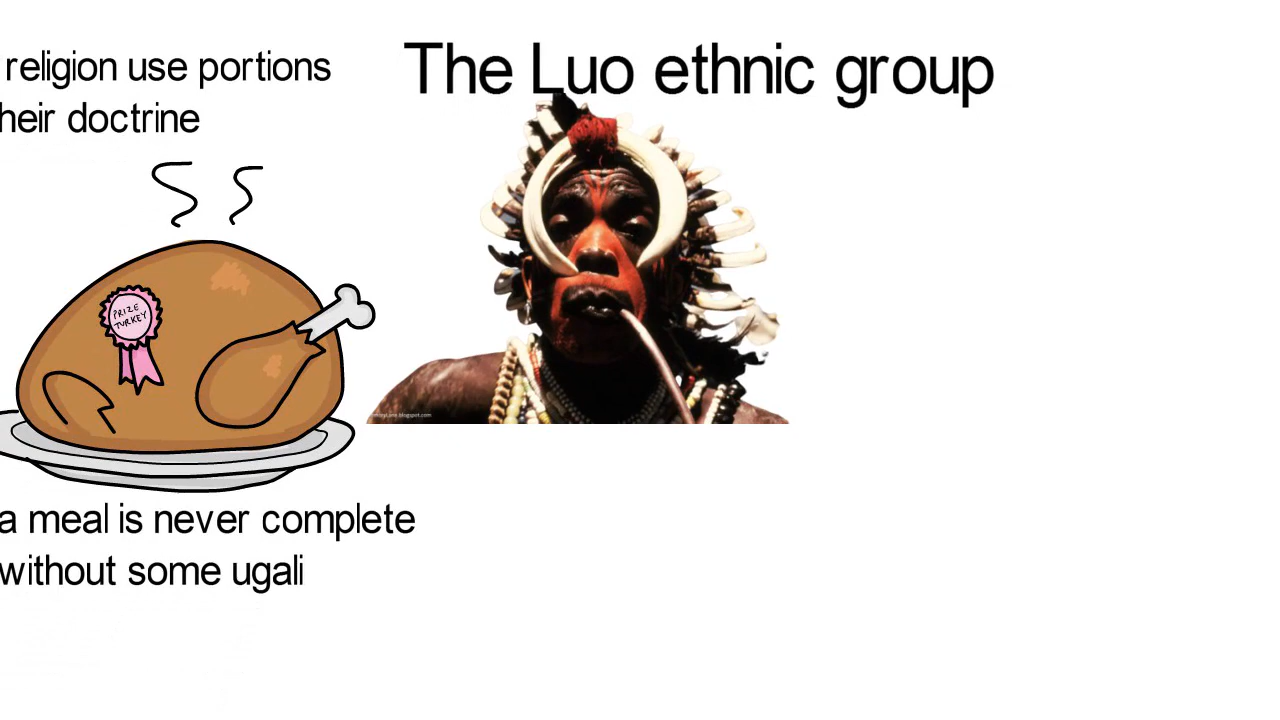 religion use portions
heir doctrine
The Luo ethnic group
PRIZE
TURKEY
a meal is never complete
without some ugali